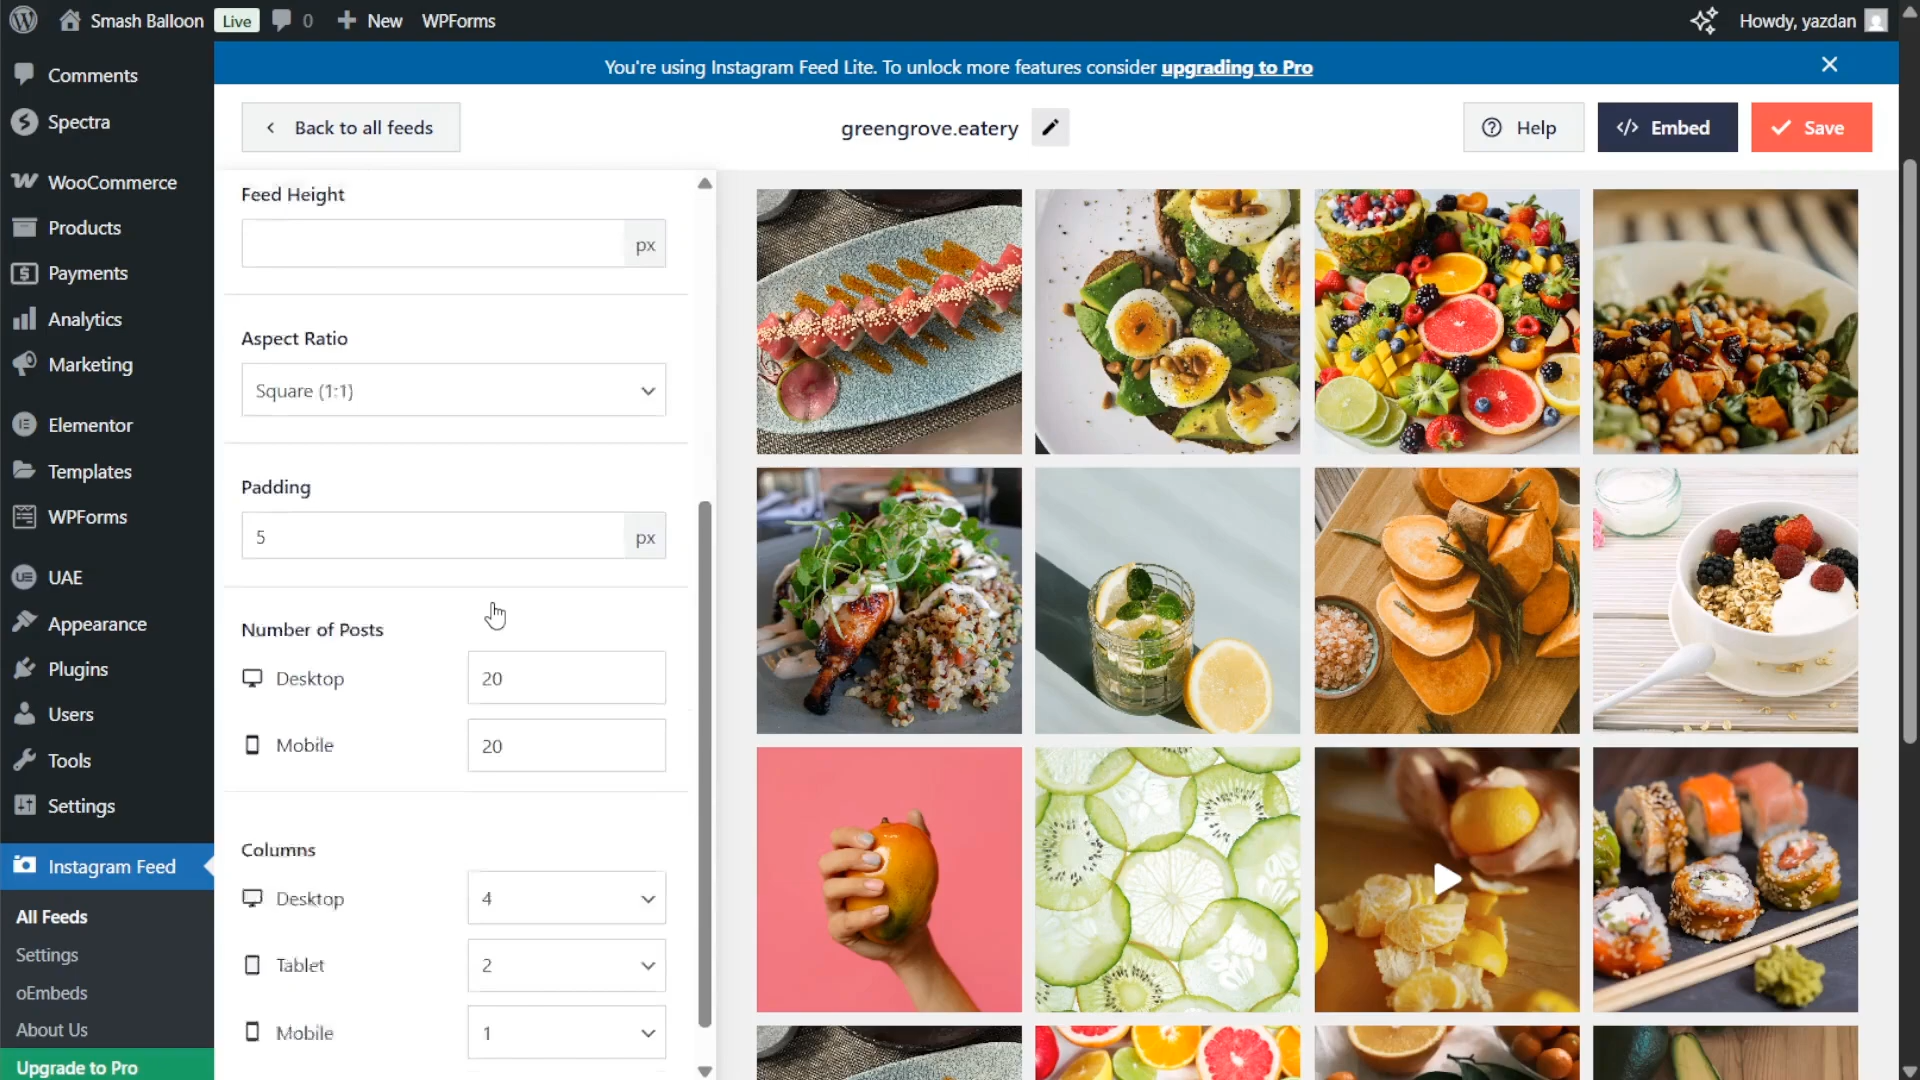 Smash Balloon Live 0 New WPForms Howdy, yazdan
Comments
Spectra
WooCommerce
Products
Payments
Analytics
Marketing
Elementor
Templates
WPForms
UAE
Appearance
Plugins
Users
Tools
Settings
Instagram Feed
All Feeds
Settings
oEmbeds
About Us
Upgrade to Pro
You're using Instagram Feed Lite. To unlock more features consider upgrading to Pro
Back to all feeds
greengrove.eatery
Help
</> Embed
Save
Feed Height
px
Aspect Ratio
Square (1:1)
Padding
5 px
Number of Posts
Desktop 20
Mobile 20
Columns
Desktop 4
Tablet 2
Mobile 1